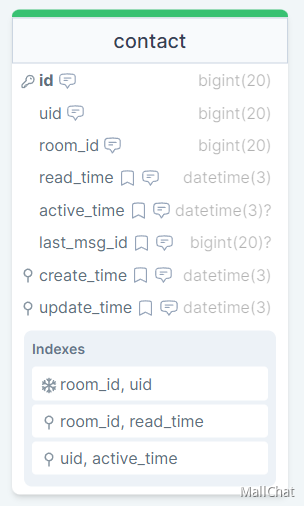 contact
id bigint(20)
uid bigint(20)
room_id bigint(20)
read_time datetime(3)
active_time datetime(3)?
last_msg_id bigint(20)?
create_time datetime(3)
update_time datetime(3)
Indexes
room_id, uid
room_id, read_time
uid, active_time
MallChat